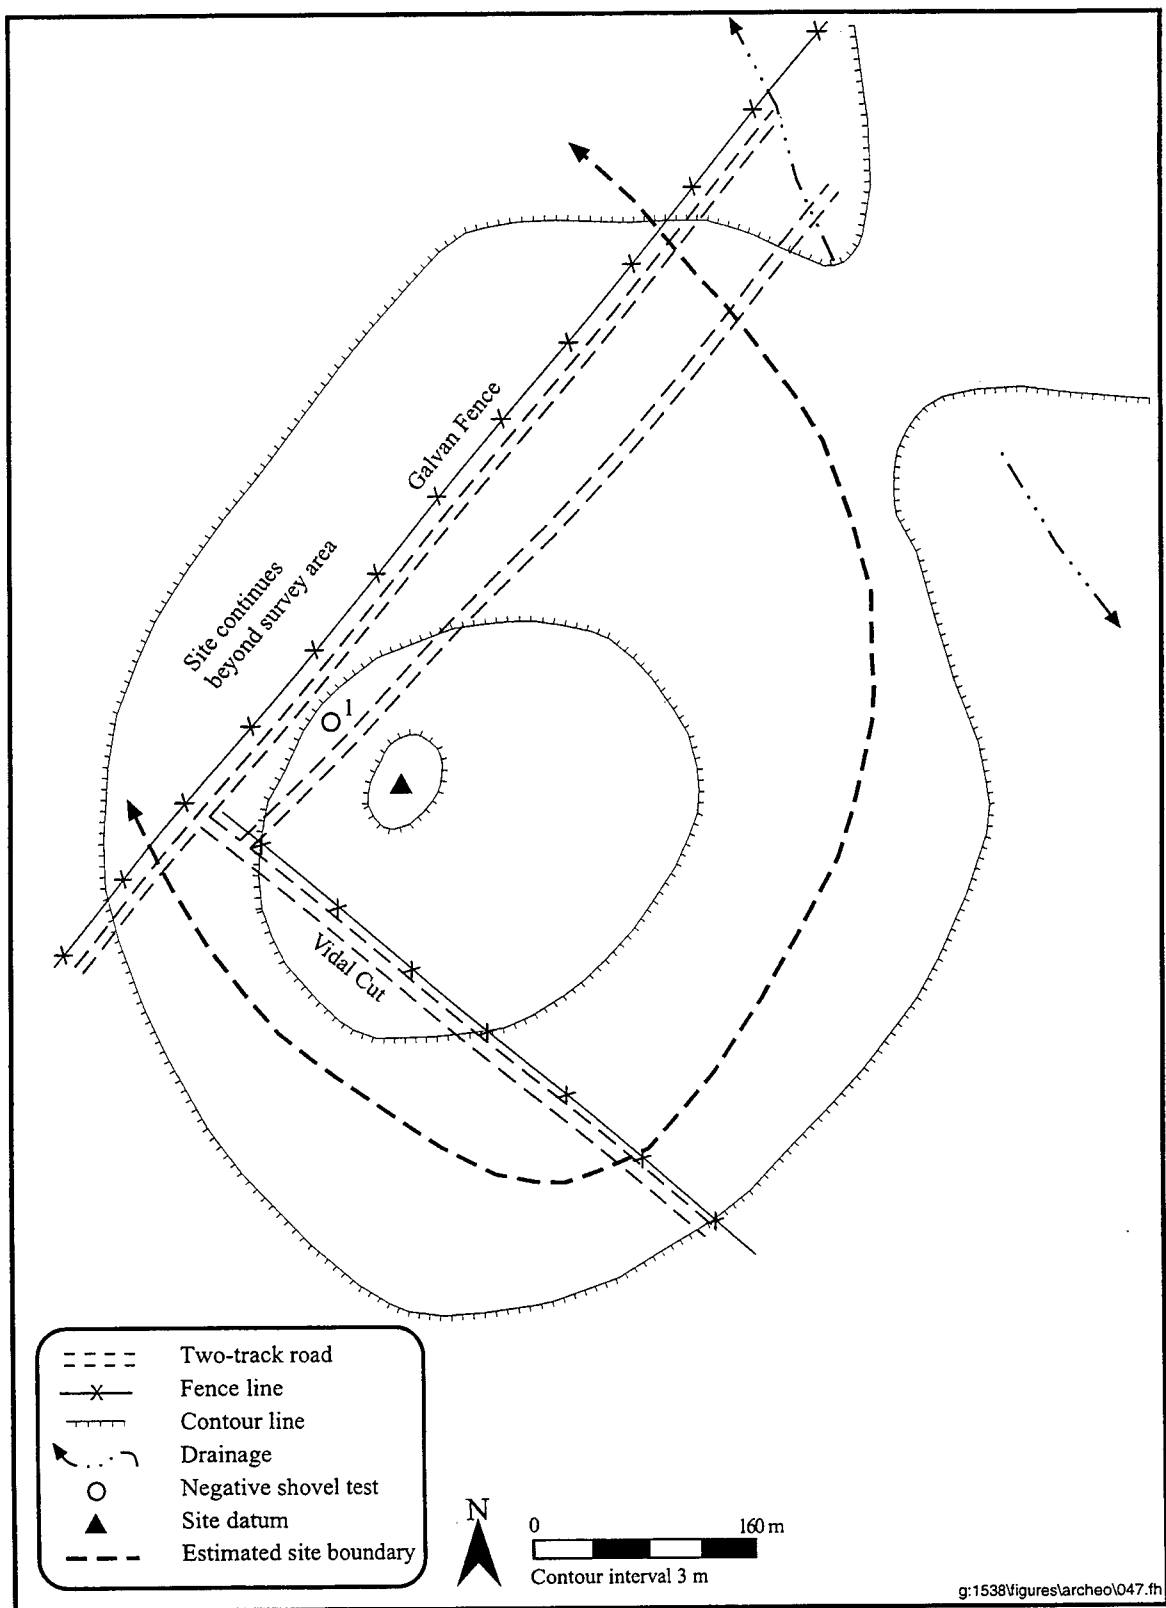 Galvan Fence
Site continues
beyond survey area
1
Vidal Cut
Two-track road
Fence line
Contour line
Drainage
Negative shovel test
Site datum
Estimated site boundary
N
0 160 m
Contour interval 3 m
g:1538\figures\archeo\047.fh